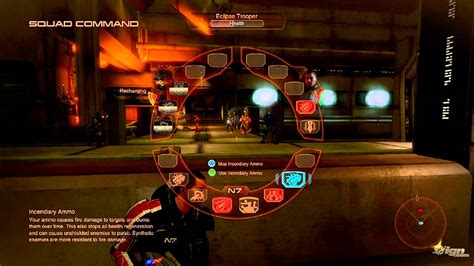 SQUAD COMMAND
Eclipse Trooper
Health
Recharging
Map Incendiary Ammo
Use Incendiary Ammo
N7
Incendiary Ammo
Your ammo causes fire damage to targets and burns
them over time. This also stops all health regeneration
and can cause unshielded enemies to panic. Synthetic
enemies are more resistant to fire damage.
N7
ign